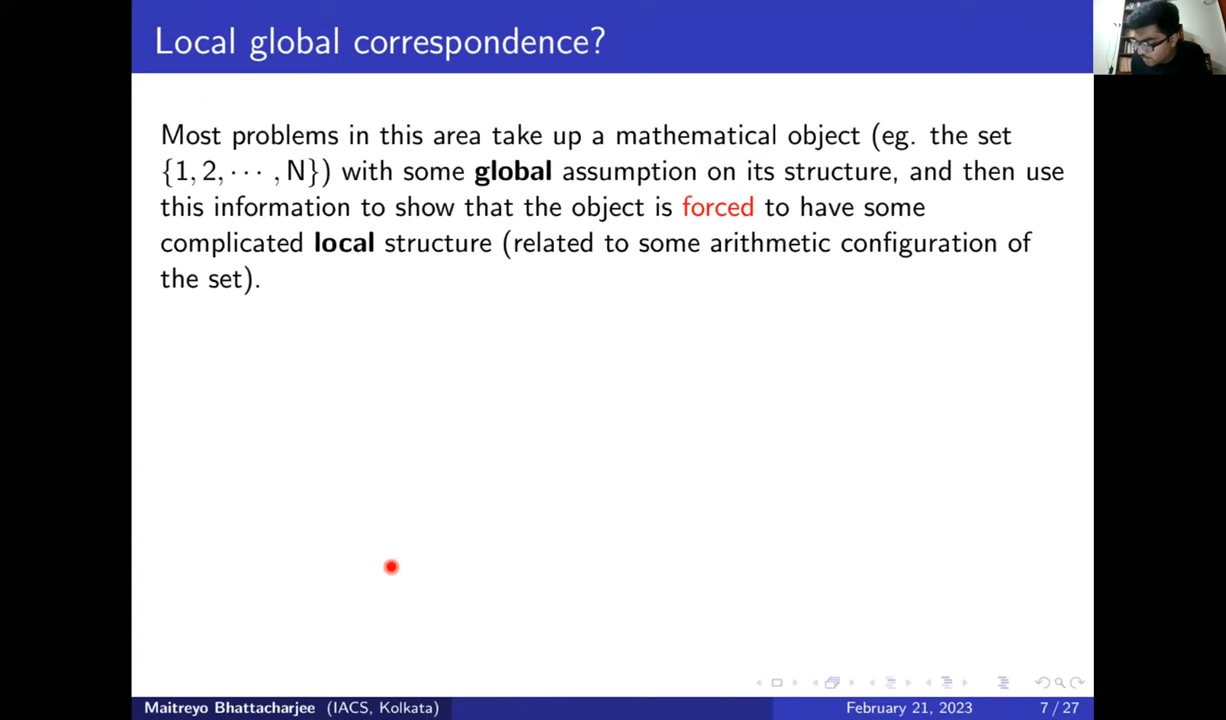 Local global correspondence?
Most problems in this area take up a mathematical object (eg. the set
{1, 2, · · · , N}) with some global assumption on its structure, and then use
this information to show that the object is forced to have some
complicated local structure (related to some arithmetic configuration of
the set).
Maitreyo Bhattacharjee (IACS, Kolkata) February 21, 2023 7 / 27